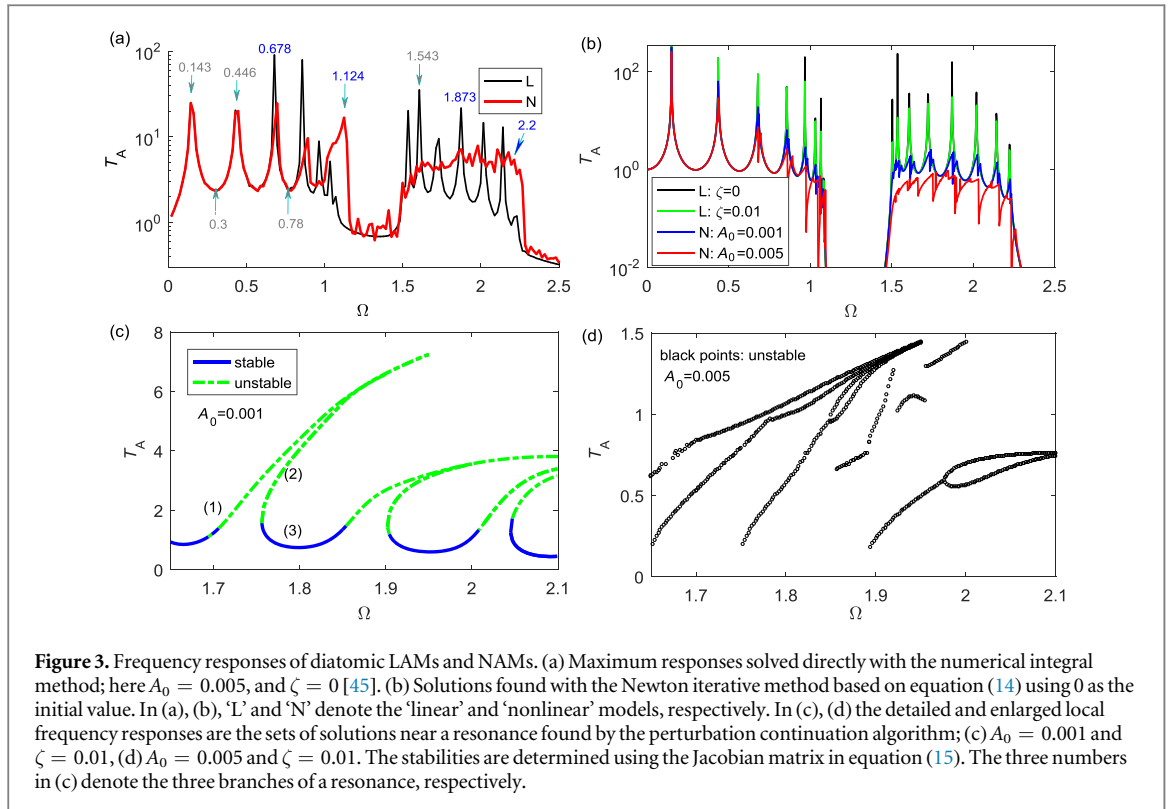 (a)
10²
10¹
10⁰
T_A
0.143
0.446
0.678
1.124
1.543
1.873
2.2
0.3
0.78
L
N
0 0.5 1 1.5 2 2.5
Ω
(b)
10²
10⁰
10⁻²
T_A
L: ζ=0
L: ζ=0.01
N: A₀=0.001
N: A₀=0.005
0 0.5 1 1.5 2 2.5
Ω
(c)
8
6
4
2
0
T_A
stable
unstable
A₀=0.001
(1)
(2)
(3)
1.7 1.8 1.9 2 2.1
Ω
(d)
1.5
1
0.5
0
T_A
black points: unstable
A₀=0.005
1.7 1.8 1.9 2 2.1
Ω
Figure 3. Frequency responses of diatomic LAMs and NAMs. (a) Maximum responses solved directly with the numerical integral
method; here A₀ = 0.005, and ζ = 0 [45]. (b) Solutions found with the Newton iterative method based on equation (14) using 0 as the
initial value. In (a), (b), ‘L’ and ‘N’ denote the ‘linear’ and ‘nonlinear’ models, respectively. In (c), (d) the detailed and enlarged local
frequency responses are the sets of solutions near a resonance found by the perturbation continuation algorithm; (c) A₀ = 0.001 and
ζ = 0.01, (d) A₀ = 0.005 and ζ = 0.01. The stabilities are determined using the Jacobian matrix in equation (15). The three numbers
in (c) denote the three branches of a resonance, respectively.